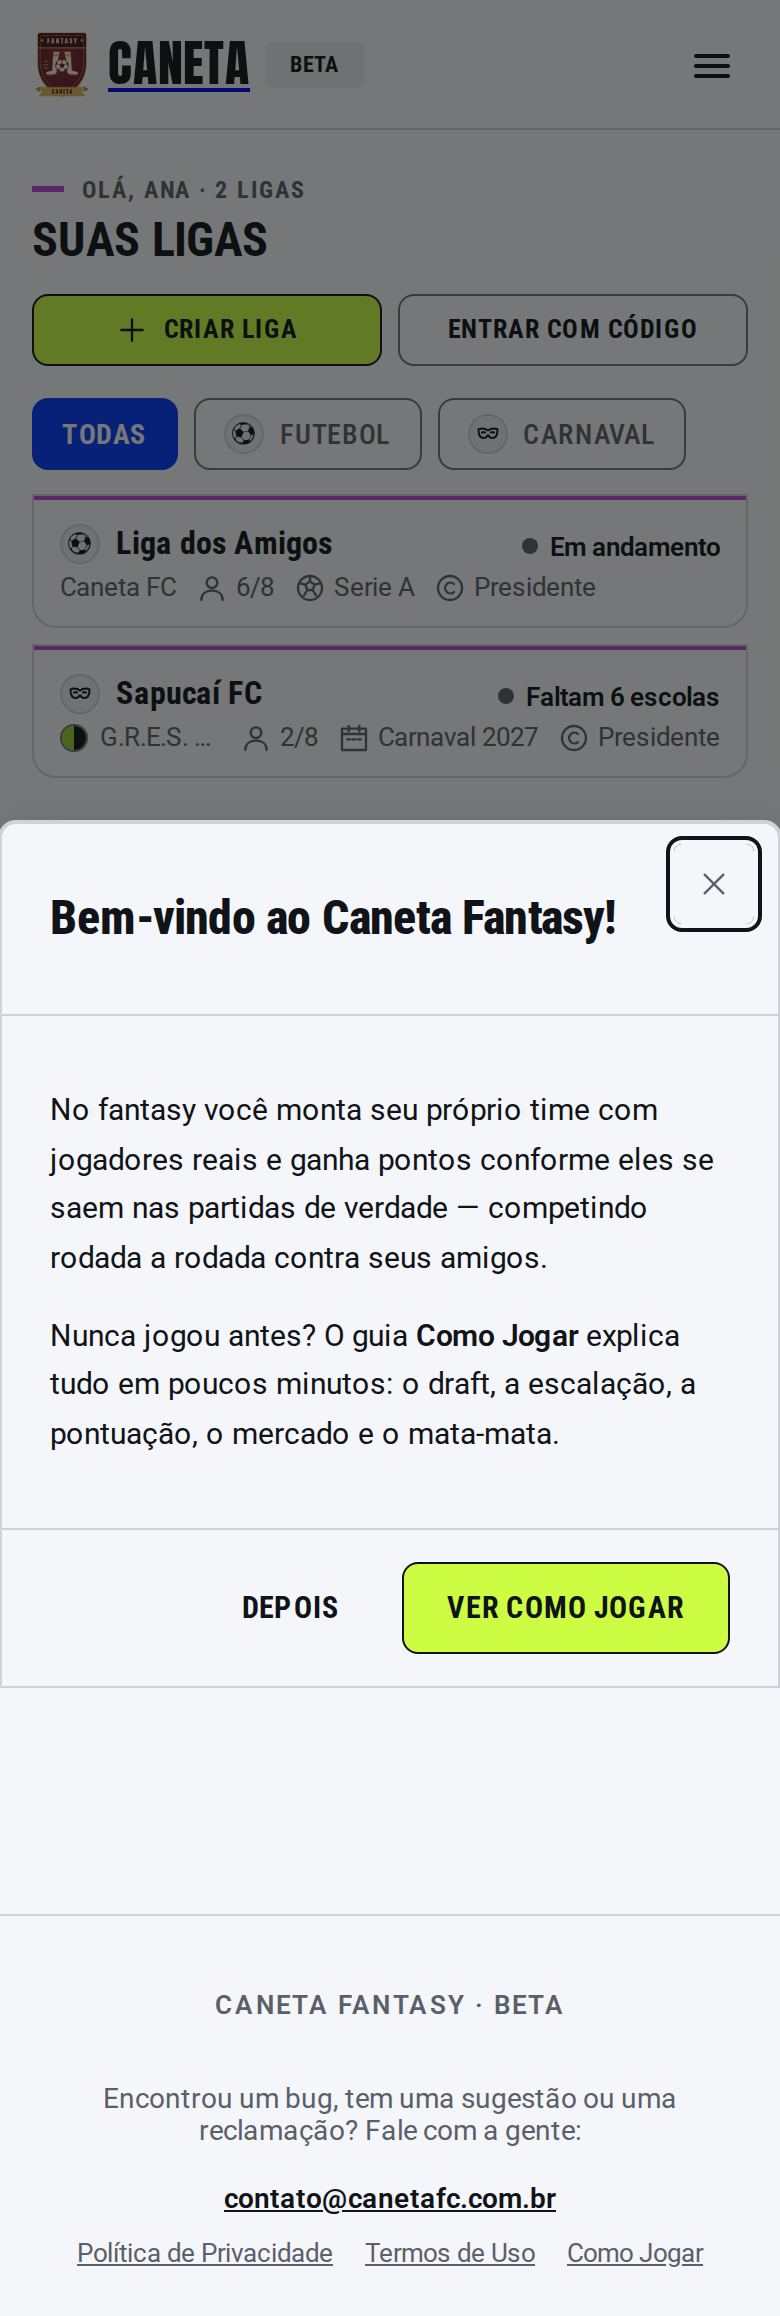 FANTASY
CANETA
CANETA
BETA
OLÁ, ANA · 2 LIGAS
SUAS LIGAS
CRIAR LIGA
ENTRAR COM CÓDIGO
TODAS
FUTEBOL
CARNAVAL
Liga dos Amigos
Em andamento
Caneta FC
6/8
Serie A
Presidente
Sapucaí FC
Faltam 6 escolas
G.R.E.S. ...
2/8
Carnaval 2027
Presidente
Bem-vindo ao Caneta Fantasy!
No fantasy você monta seu próprio time com
jogadores reais e ganha pontos conforme eles se
saem nas partidas de verdade — competindo
rodada a rodada contra seus amigos.
Nunca jogou antes? O guia Como Jogar explica
tudo em poucos minutos: o draft, a escalação, a
pontuação, o mercado e o mata-mata.
DEPOIS
VER COMO JOGAR
CANETA FANTASY · BETA
Encontrou um bug, tem uma sugestão ou uma
reclamação? Fale com a gente:
contato@canetafc.com.br
Política de Privacidade
Termos de Uso
Como Jogar